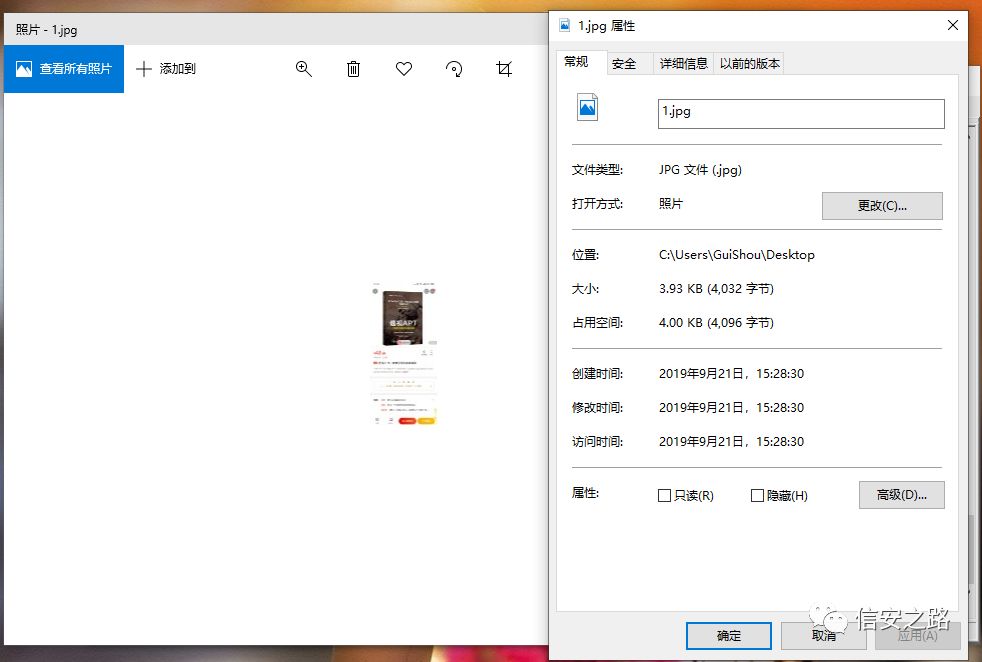 照片 - 1.jpg
查看所有照片
添加到
1.jpg 属性
常规
安全
详细信息
以前的版本
1.jpg
文件类型:
JPG 文件 (.jpg)
打开方式:
照片
更改(C)...
位置:
C:\Users\GuiShou\Desktop
大小:
3.93 KB (4,032 字节)
占用空间:
4.00 KB (4,096 字节)
创建时间:
2019年9月21日，15:28:30
修改时间:
2019年9月21日，15:28:30
访问时间:
2019年9月21日，15:28:30
属性:
只读(R)
隐藏(H)
高级(D)...
确定
取消
应用(A)
信安之路